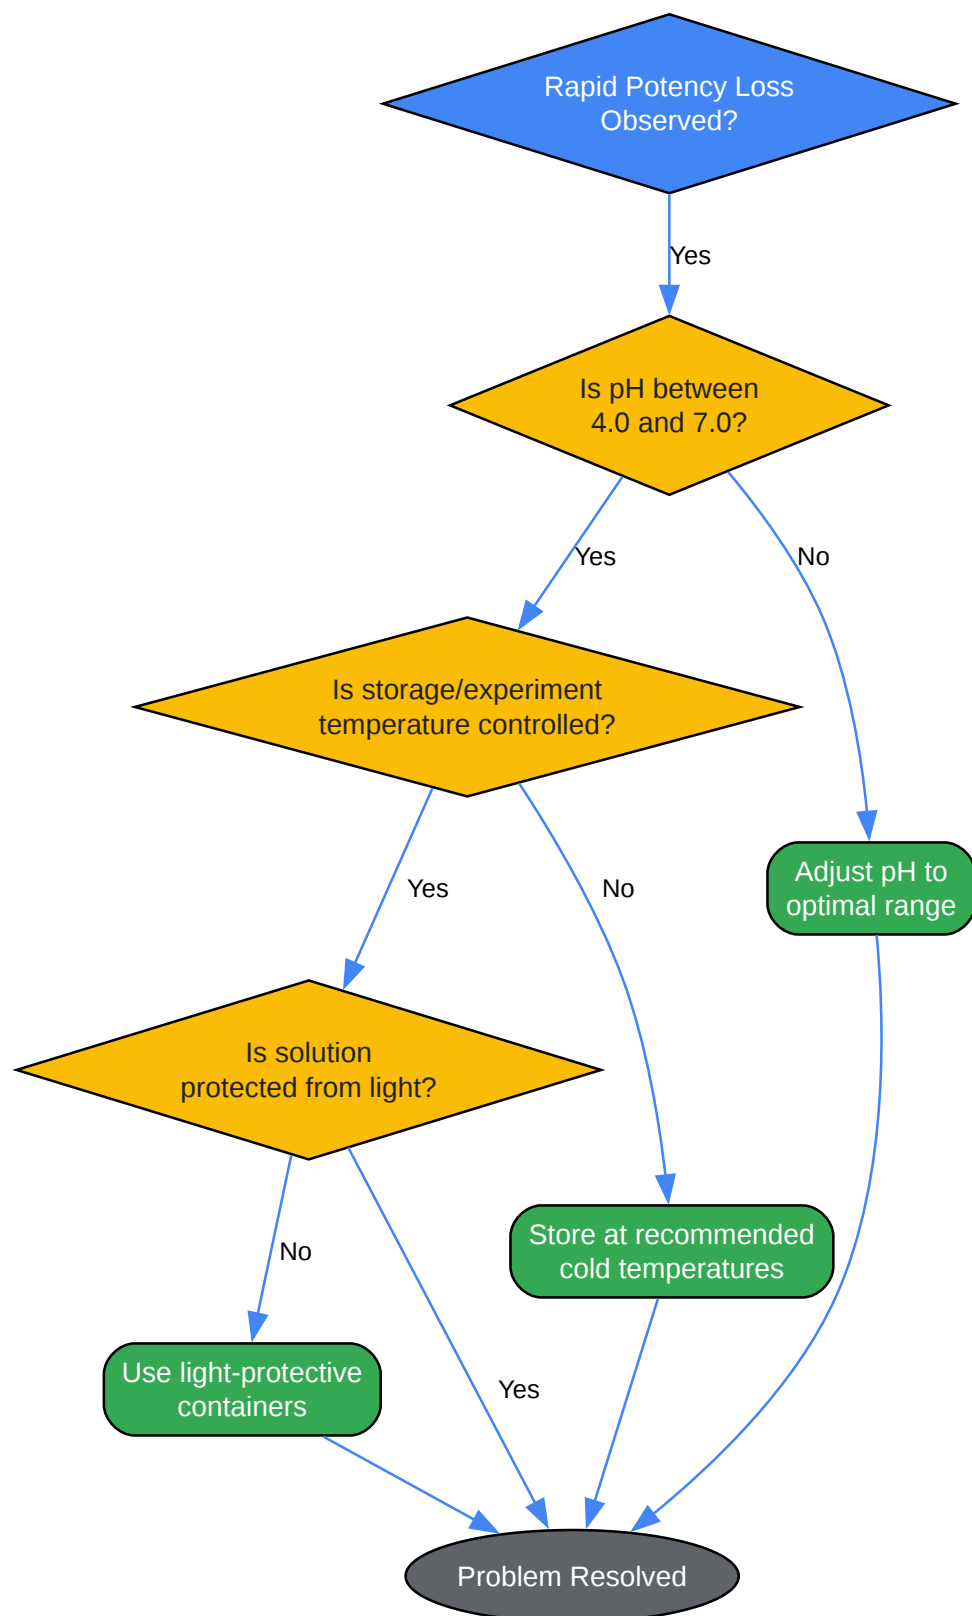 Rapid Potency Loss
Observed?
Yes
Is pH between
4.0 and 7.0?
Yes
No
Is storage/experiment
temperature controlled?
Adjust pH to
optimal range
Yes
No
Is solution
protected from light?
Store at recommended
cold temperatures
No
Use light-protective
containers
Yes
Problem Resolved